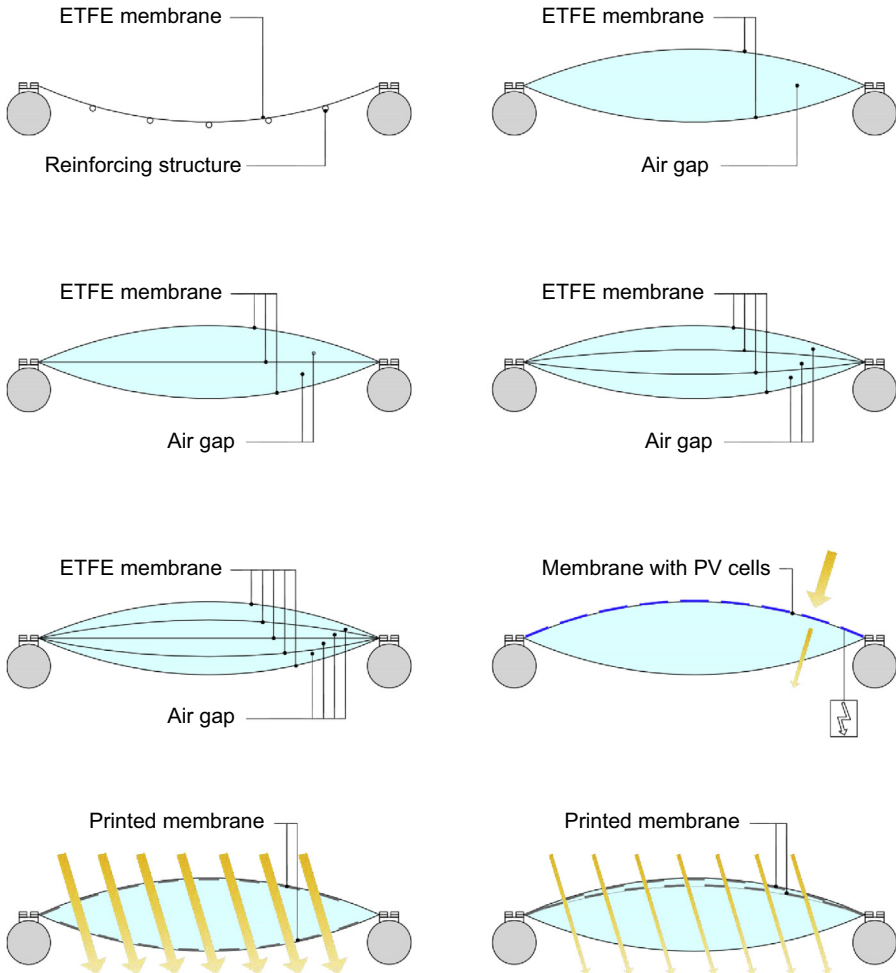 ETFE membrane
ETFE membrane
Reinforcing structure
Air gap
ETFE membrane
ETFE membrane
Air gap
Air gap
ETFE membrane
Membrane with PV cells
Air gap
Printed membrane
Printed membrane